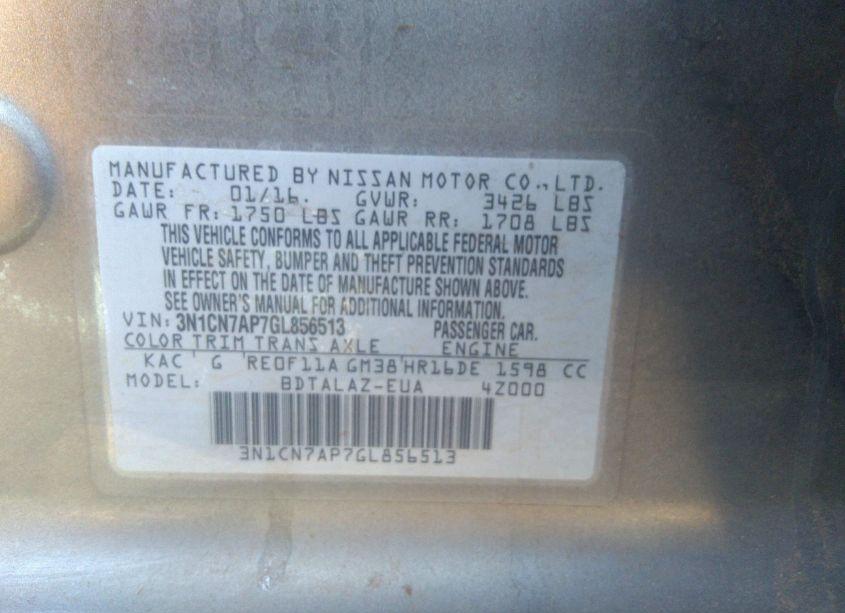 MANUFACTURED BY NISSAN MOTOR CO., LTD.
DATE: 01/16. GVWR: 3426 LBS
GAWR FR: 1750 LBS GAWR RR: 1708 LBS
THIS VEHICLE CONFORMS TO ALL APPLICABLE FEDERAL MOTOR
VEHICLE SAFETY, BUMPER AND THEFT PREVENTION STANDARDS
IN EFFECT ON THE DATE OF MANUFACTURE SHOWN ABOVE.
SEE OWNER'S MANUAL FOR ADDITIONAL INFORMATION.
VIN: 3N1CN7AP7GL856513 PASSENGER CAR.
COLOR TRIM TRANS AXLE ENGINE
KAC G RE0F11A GM38 HR16DE 1598 CC
MODEL: BDTALAZ-EUA 4Z000
3N1CN7AP7GL856513